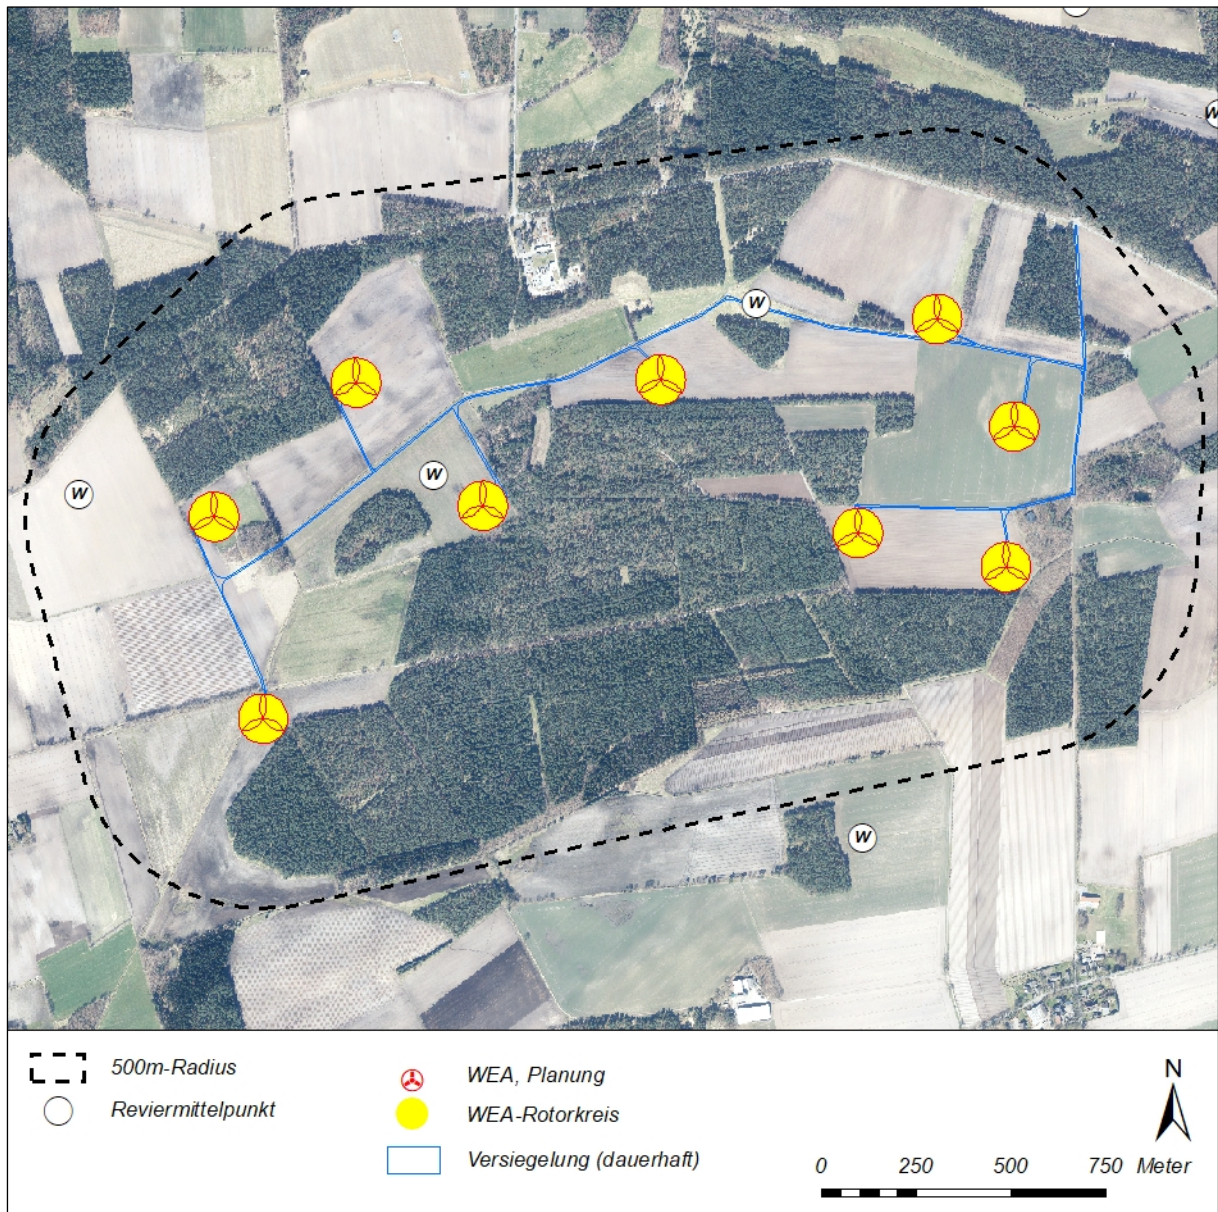 W
W
W
W
W
500m-Radius
Reviermittelpunkt
WEA, Planung
WEA-Rotorkreis
Versiegelung (dauerhaft)
N
0 250 500 750 Meter